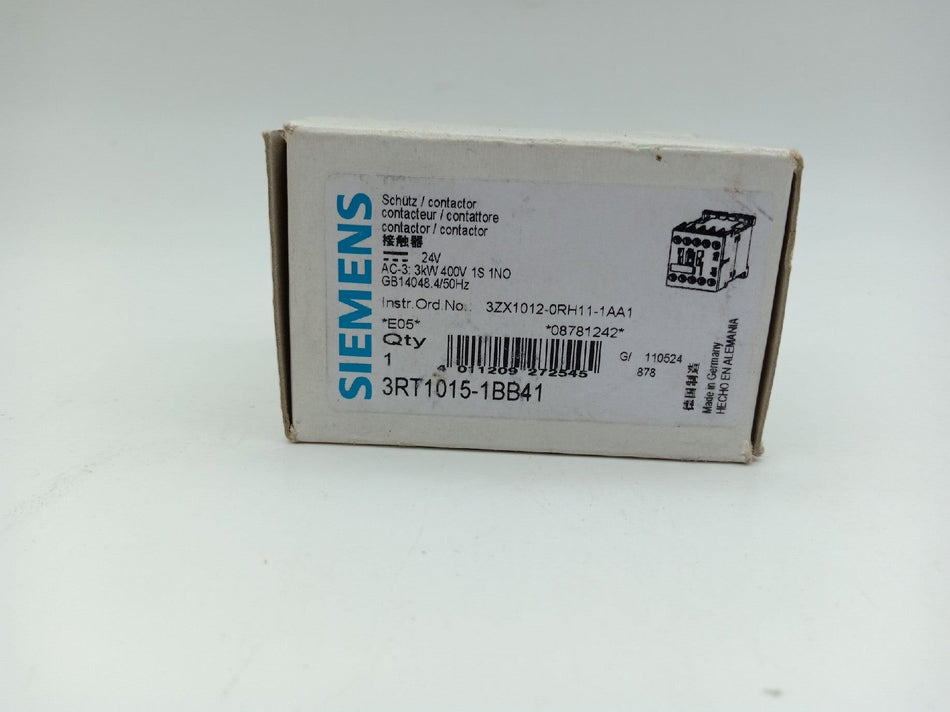 SIEMENS
Schütz / contactor
contacteur / contattore
contactor / contactor
接触器
24V
AC-3: 3kW 400V 1S 1NO
GB14048.4/50Hz
Instr.Ord.No.: 3ZX1012-0RH11-1AA1
*E05* *08781242*
Qty
1
4 011209 272545
G/ 110524
878
3RT1015-1BB41
德国制造
Made in Germany
HECHO EN ALEMANIA